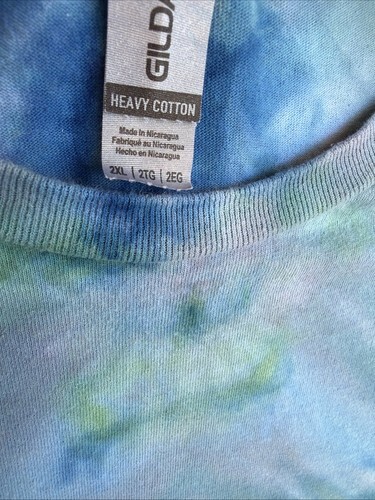 GILDA
HEAVY COTTON
Made in Nicaragua
Fabriqué au Nicaragua
Hecho en Nicaragua
2XL | 2TG | 2EG